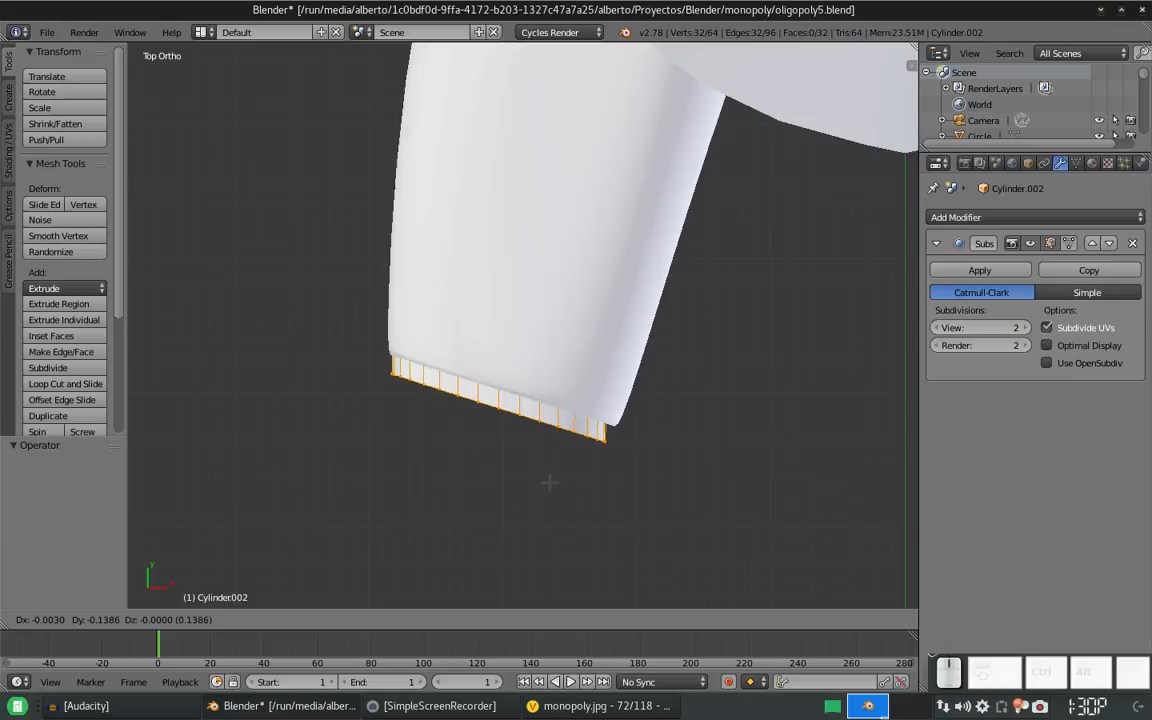 Blender* [/run/media/alberto/1c0bdf0d-9ffa-4172-b203-1327c47a7a25/alberto/Proyectos/Blender/monopoly/oligopoly5.blend]
File Render Window Help Default Scene Cycles Render v2.78 | Verts:32/64 | Edges:32/96 | Faces:0/32 | Tris:64 | Mem:23.51M | Cylinder.002
Transform
Translate
Rotate
Scale
Shrink/Fatten
Push/Pull
Mesh Tools
Deform:
Slide Ed Vertex
Noise
Smooth Vertex
Randomize
Add:
Extrude
Extrude Region
Extrude Individual
Inset Faces
Make Edge/Face
Subdivide
Loop Cut and Slide
Offset Edge Slide
Duplicate
Spin Screw
Operator
Tools
Create
Shading / UVs
Options
Grease Pencil
Top Ortho
y
x
(1) Cylinder.002
View Search All Scenes
Scene
RenderLayers
World
Camera
Circle
Cylinder.002
Add Modifier
Subs
Apply Copy
Catmull-Clark Simple
Subdivisions: Options:
View: 2 Subdivide UVs
Render: 2 Optimal Display
Use OpenSubdiv
Dx: -0.0030 Dy: -0.1386 Dz: -0.0000 (0.1386)
-40 -20 0 20 40 60 80 100 120 140 160 180 200 220 240 260 280
View Marker Frame Playback Start: 1 End: 1 1 No Sync
Ctrl Alt
[Audacity] Blender* [/run/media/alber... [SimpleScreenRecorder] monopoly.jpg - 72/118 - ... 1:30P